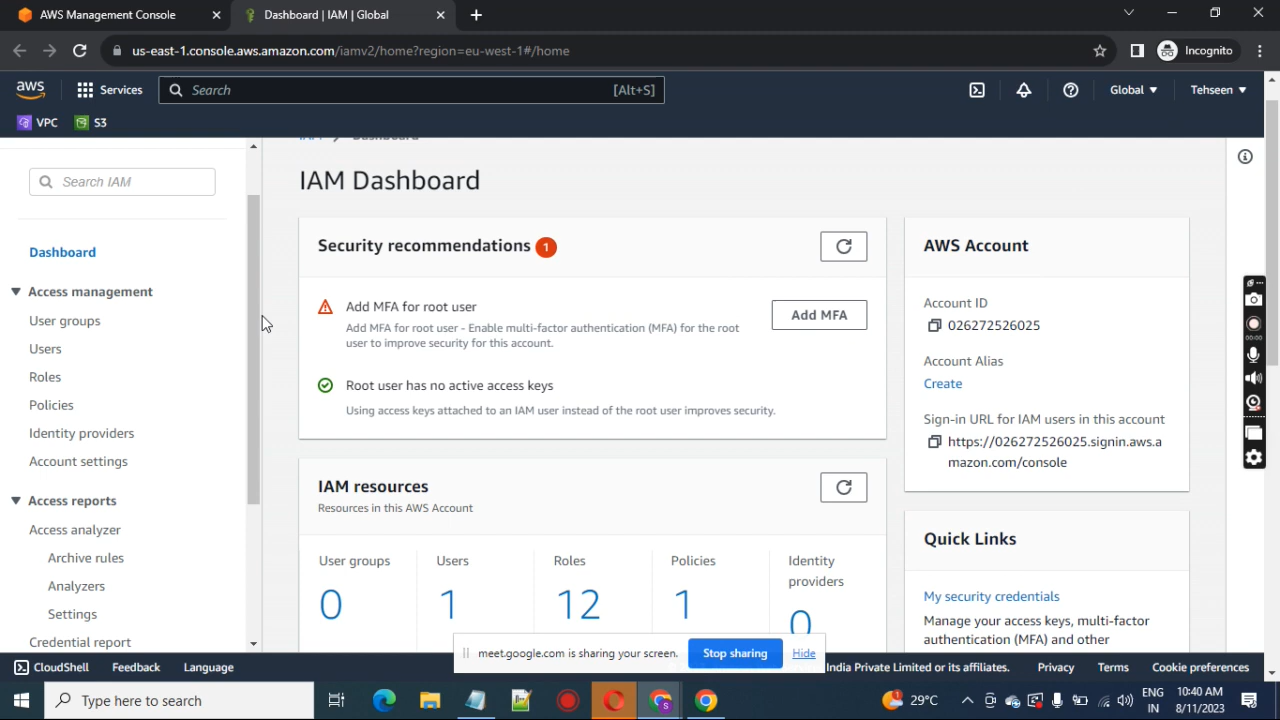 AWS Management Console
Dashboard | IAM | Global
us-east-1.console.aws.amazon.com/iamv2/home?region=eu-west-1#/home
Incognito
aws
Services
Search
[Alt+S]
Global
Tehseen
VPC
S3
Search IAM
Dashboard
Access management
User groups
Users
Roles
Policies
Identity providers
Account settings
Access reports
Access analyzer
Archive rules
Analyzers
Settings
Credential report
IAM
Dashboard
IAM Dashboard
Security recommendations 1
Add MFA for root user
Add MFA for root user - Enable multi-factor authentication (MFA) for the root
user to improve security for this account.
Add MFA
Root user has no active access keys
Using access keys attached to an IAM user instead of the root user improves security.
IAM resources
Resources in this AWS Account
User groups
0
Users
1
Roles
12
Policies
1
Identity
providers
0
AWS Account
Account ID
026272526025
Account Alias
Create
Sign-in URL for IAM users in this account
https://026272526025.signin.aws.a
mazon.com/console
Quick Links
My security credentials
Manage your access keys, multi-factor
authentication (MFA) and other
00:00
meet.google.com is sharing your screen.
Stop sharing
Hide
CloudShell
Feedback
Language
India Private Limited or its affiliates.
Privacy
Terms
Cookie preferences
Type here to search
1
29°C
ENG
IN
10:40 AM
8/11/2023